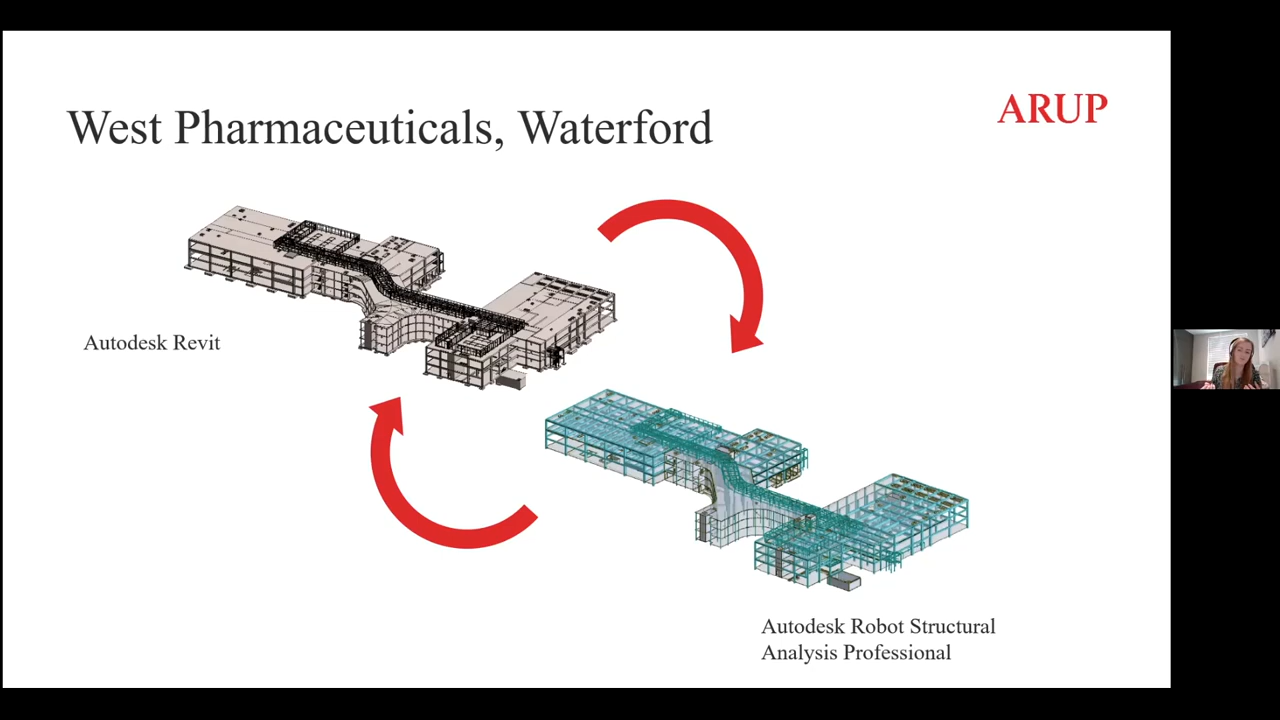 West Pharmaceuticals, Waterford
ARUP
Autodesk Revit
Autodesk Robot Structural
Analysis Professional